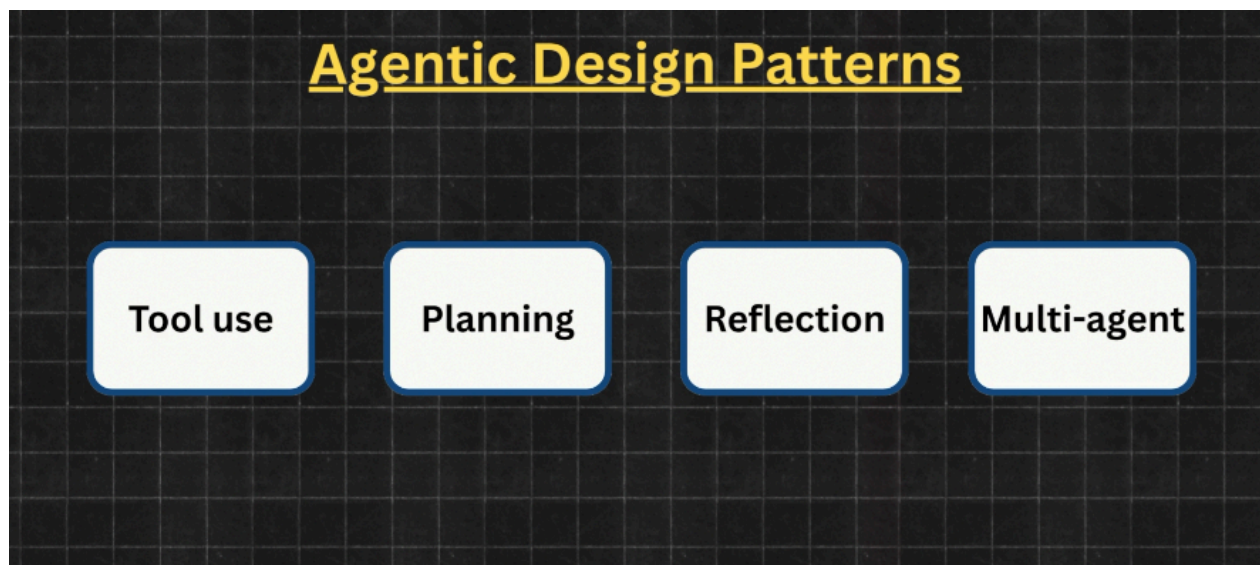 Agentic Design Patterns
Tool use
Planning
Reflection
Multi-agent